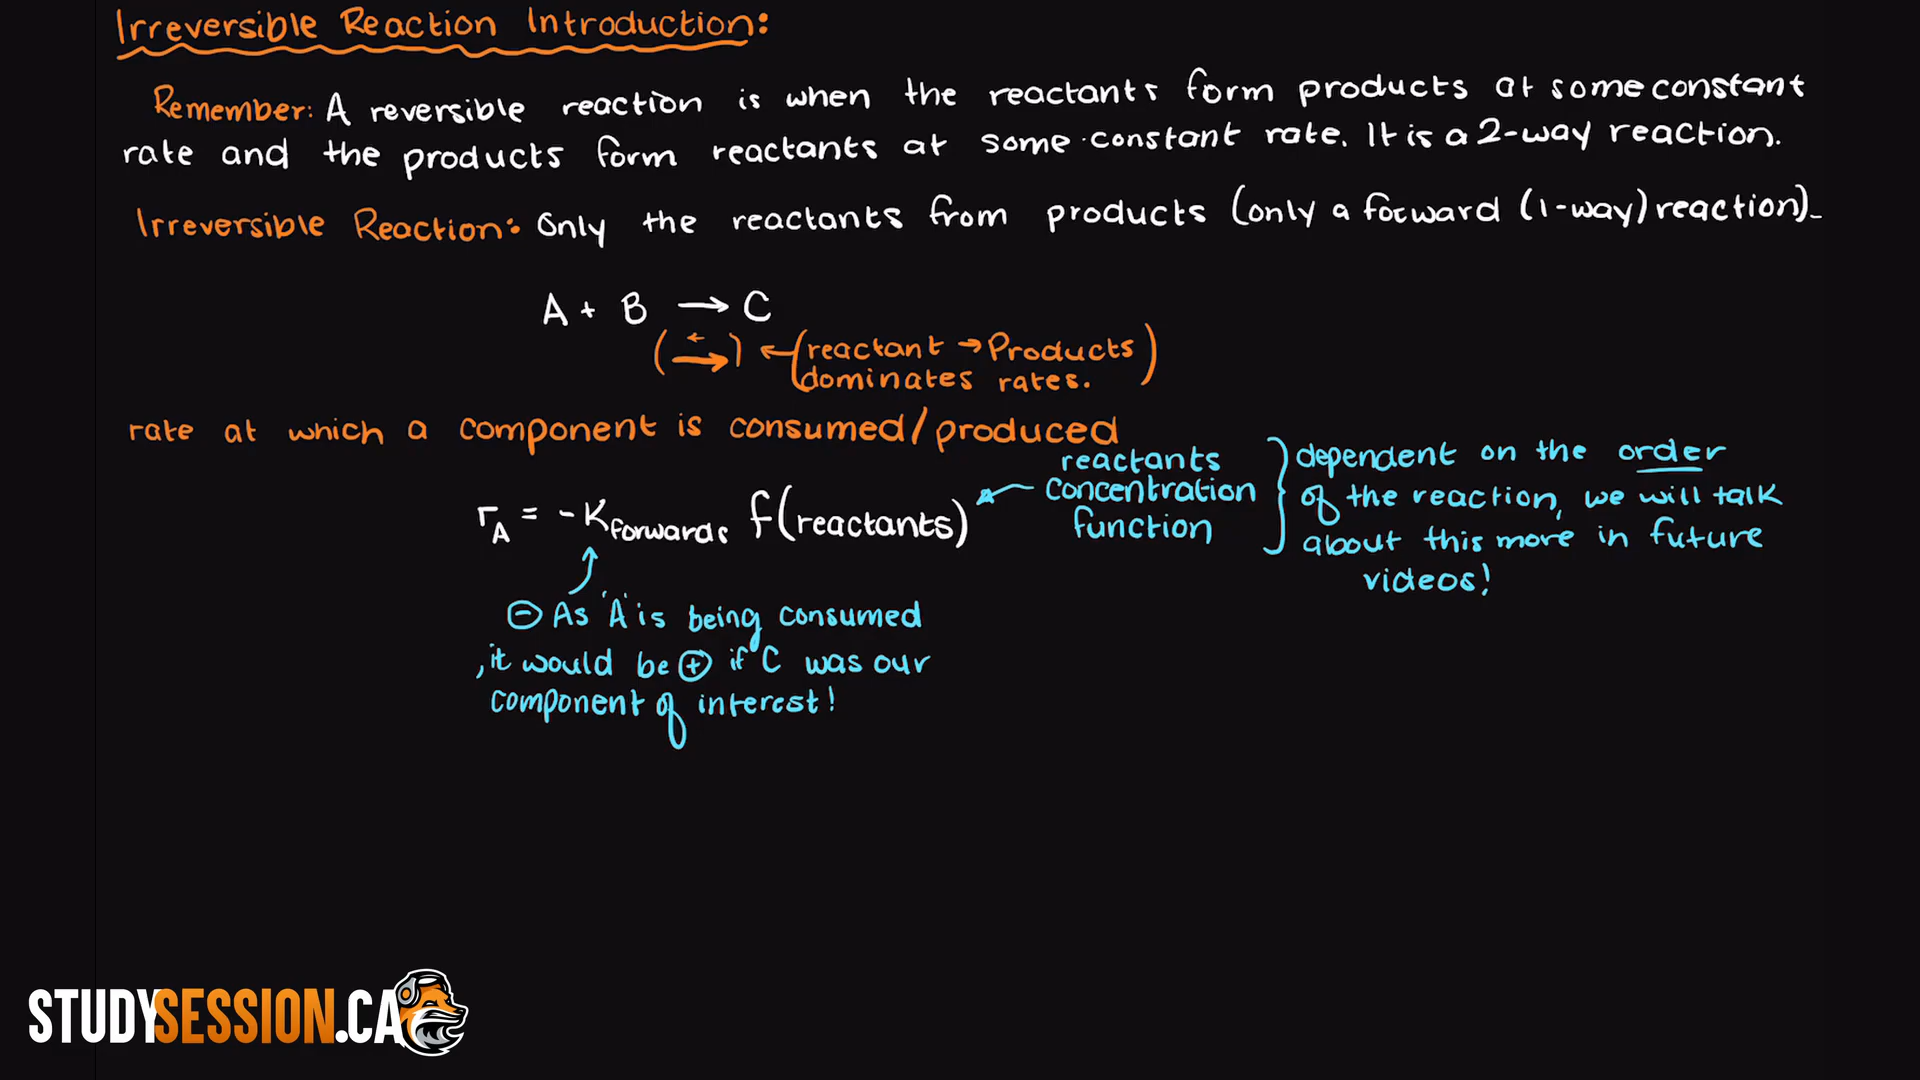 Irreversible Reaction Introduction:
Remember: A reversible reaction is when the reactants form products at some constant
rate and the products form reactants at some constant rate. It is a 2-way reaction.
Irreversible Reaction: Only the reactants from products (only a forward (1-way) reaction).
A + B → C
(⇄) ← (reactant → Products
dominates rates.)
rate at which a component is consumed/produced
r_A = -K_forwards f(reactants)
reactants
concentration
function
dependent on the order
of the reaction, we will talk
about this more in future
videos!
⊖ As 'A' is being consumed
, it would be ⊕ if C was our
component of interest!
STUDYSESSION.CA